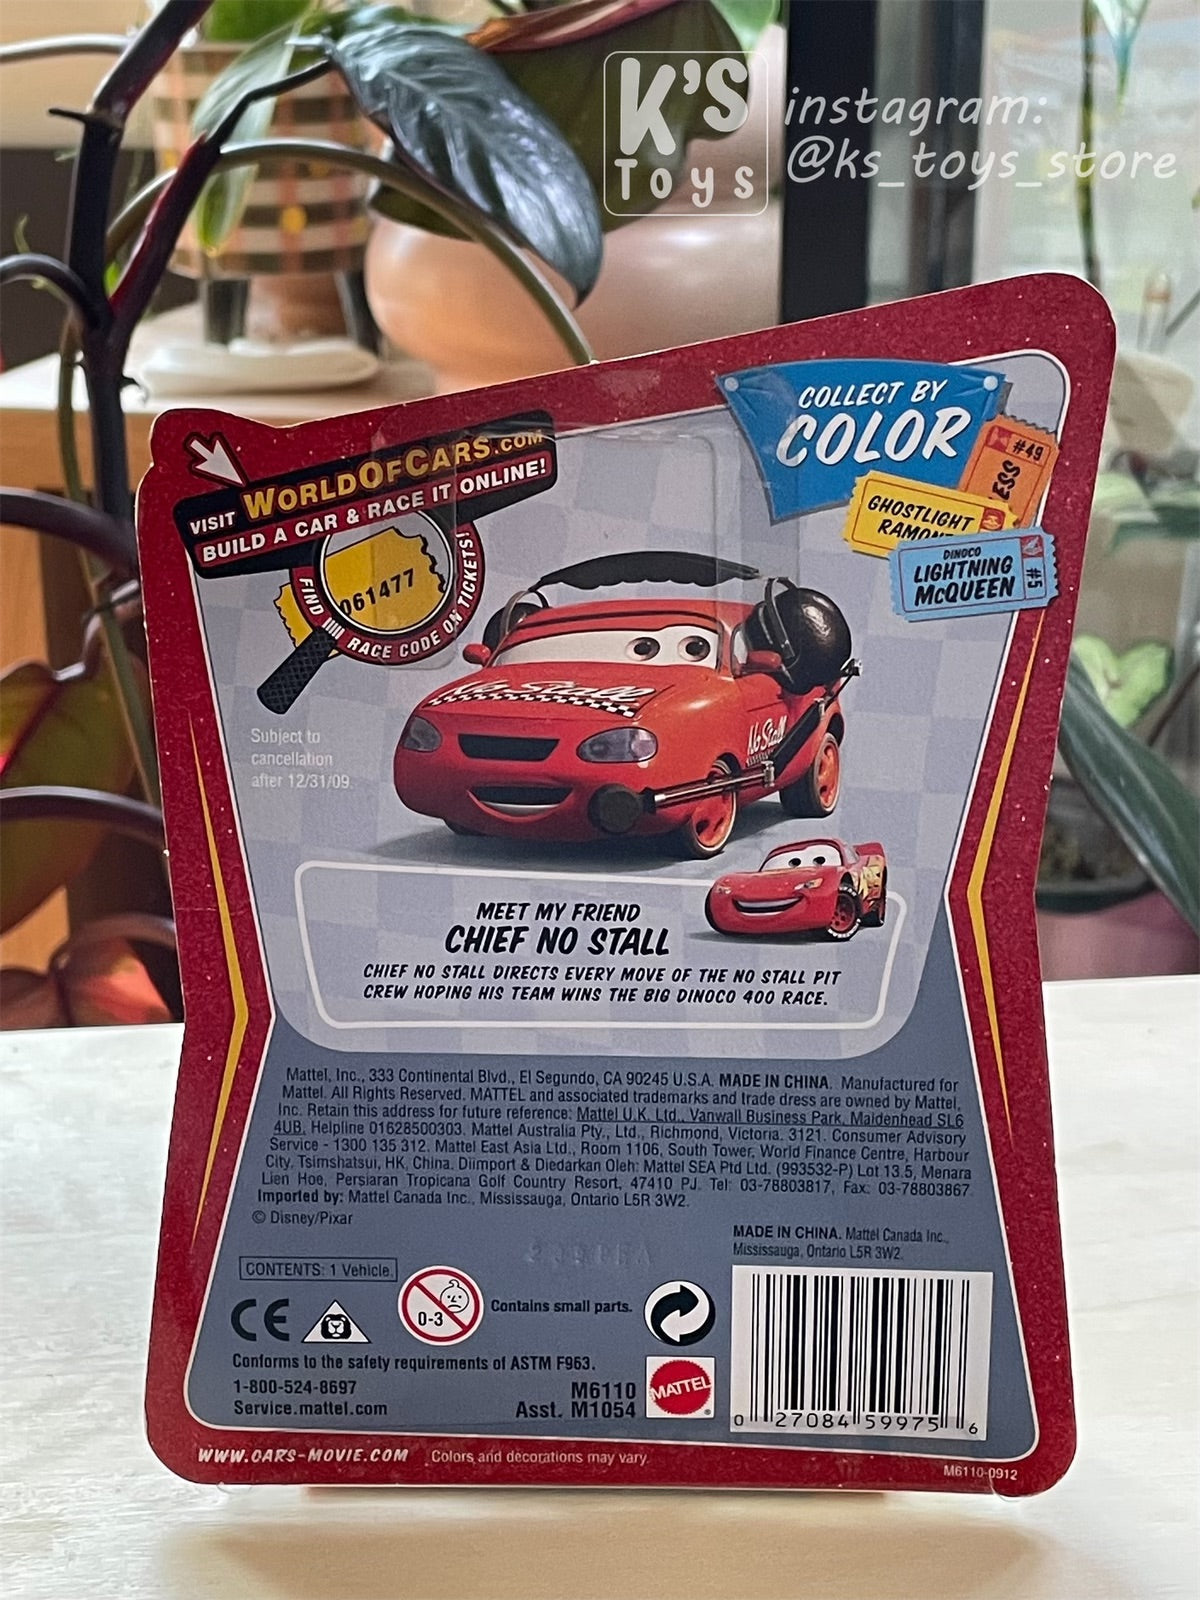 K'S
Toys
instagram:
@ks_toys_store
COLLECT BY
COLOR
#49
GHOSTLIGHT
DINOCO
LIGHTNING
McQUEEN
#5
VISIT WORLDOFCARS.COM
BUILD A CAR & RACE IT ONLINE!
061477
FIND RACE CODE ON TICKETS!
Subject to
cancellation
after 12/31/09.
No Stall
No Stall
MEET MY FRIEND
CHIEF NO STALL
CHIEF NO STALL DIRECTS EVERY MOVE OF THE NO STALL PIT
CREW HOPING HIS TEAM WINS THE BIG DINOCO 400 RACE.
Mattel, Inc., 333 Continental Blvd., El Segundo, CA 90245 U.S.A. MADE IN CHINA. Manufactured for
Mattel. All Rights Reserved. MATTEL and associated trademarks and trade dress are owned by Mattel,
Inc. Retain this address for future reference: Mattel U.K. Ltd., Vanwall Business Park, Maidenhead SL6
4UB. Helpline 01628500303. Mattel Australia Pty., Ltd., Richmond, Victoria. 3121. Consumer Advisory
Service - 1300 135 312. Mattel East Asia Ltd., Room 1106, South Tower, World Finance Centre, Harbour
City, Tsimshatsui, HK, China. Diimport & Diedarkan Oleh: Mattel SEA Ptd Ltd. (993532-P) Lot 13.5, Menara
Lien Hoe, Persiaran Tropicana Golf Country Resort, 47410 PJ. Tel: 03-78803817, Fax: 03-78803867.
Imported by: Mattel Canada Inc., Mississauga, Ontario L5R 3W2.
© Disney/Pixar
MADE IN CHINA. Mattel Canada Inc.,
Mississauga, Ontario L5R 3W2.
CONTENTS: 1 Vehicle.
CE
0-3
Contains small parts.
Conforms to the safety requirements of ASTM F963.
1-800-524-8697
Service.mattel.com
M6110
Asst. M1054
MATTEL
0 27084 59975 6
WWW.CARS-MOVIE.COM
Colors and decorations may vary.
M6110-0912